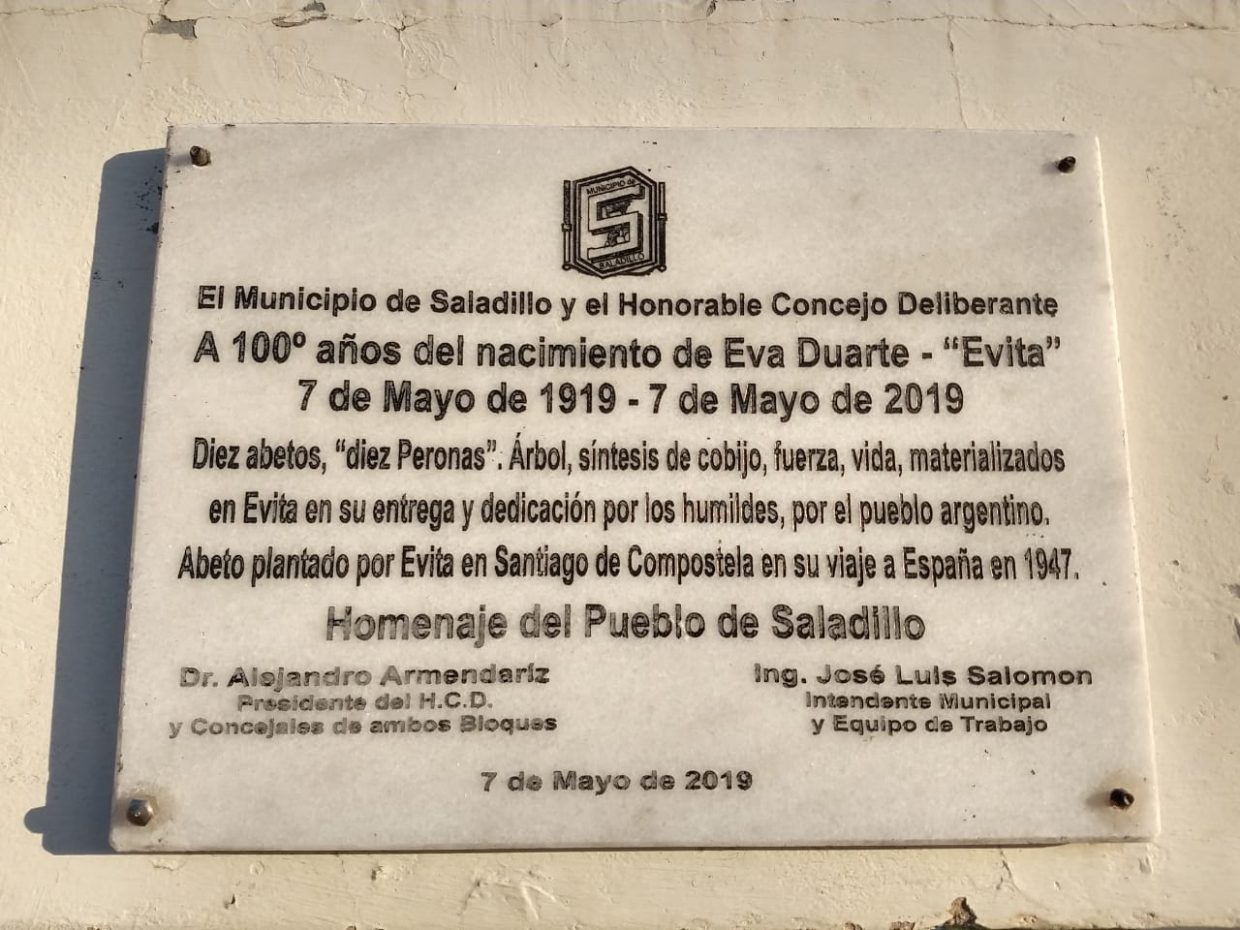 MUNICIPIO de
S
SALADILLO
El Municipio de Saladillo y el Honorable Concejo Deliberante
A 100º años del nacimiento de Eva Duarte - “Evita”
7 de Mayo de 1919 - 7 de Mayo de 2019
Diez abetos, “diez Peronas”. Árbol, síntesis de cobijo, fuerza, vida, materializados
en Evita en su entrega y dedicación por los humildes, por el pueblo argentino.
Abeto plantado por Evita en Santiago de Compostela en su viaje a España en 1947.
Homenaje del Pueblo de Saladillo
Dr. Alejandro Armendaríz
Presidente del H.C.D.
y Concejales de ambos Bloques
Ing. José Luis Salomon
Intendente Municipal
y Equipo de Trabajo
7 de Mayo de 2019